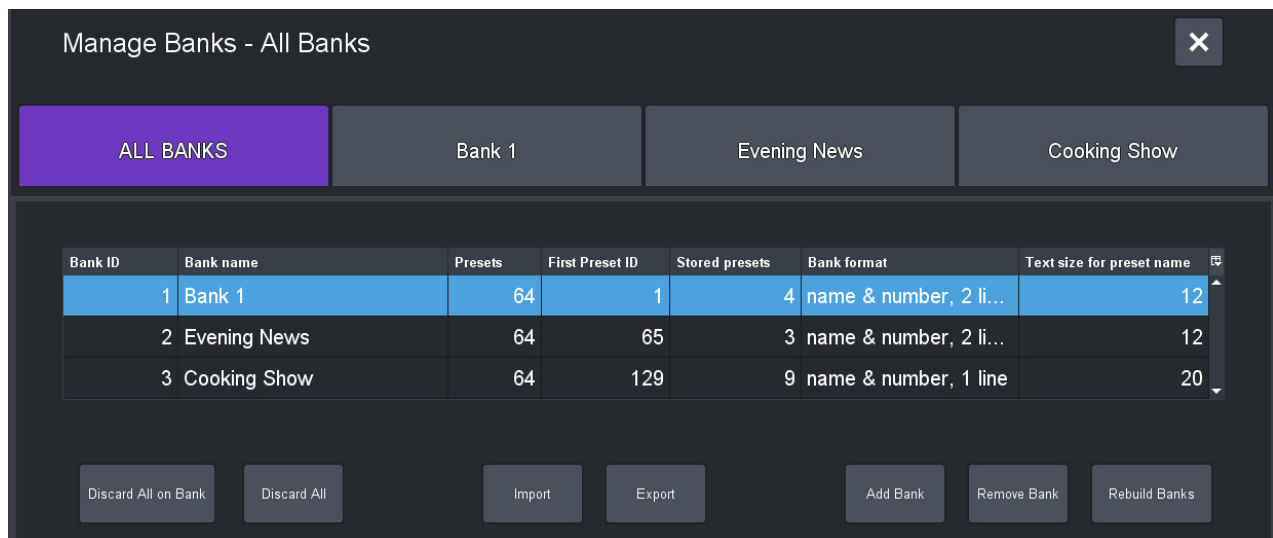 Manage Banks - All Banks
ALL BANKS Bank 1 Evening News Cooking Show
Bank ID Bank name Presets First Preset ID Stored presets Bank format Text size for preset name
1 Bank 1 64 1 4 name & number, 2 li... 12
2 Evening News 64 65 3 name & number, 2 li... 12
3 Cooking Show 64 129 9 name & number, 1 line 20
Discard All on Bank Discard All Import Export Add Bank Remove Bank Rebuild Banks